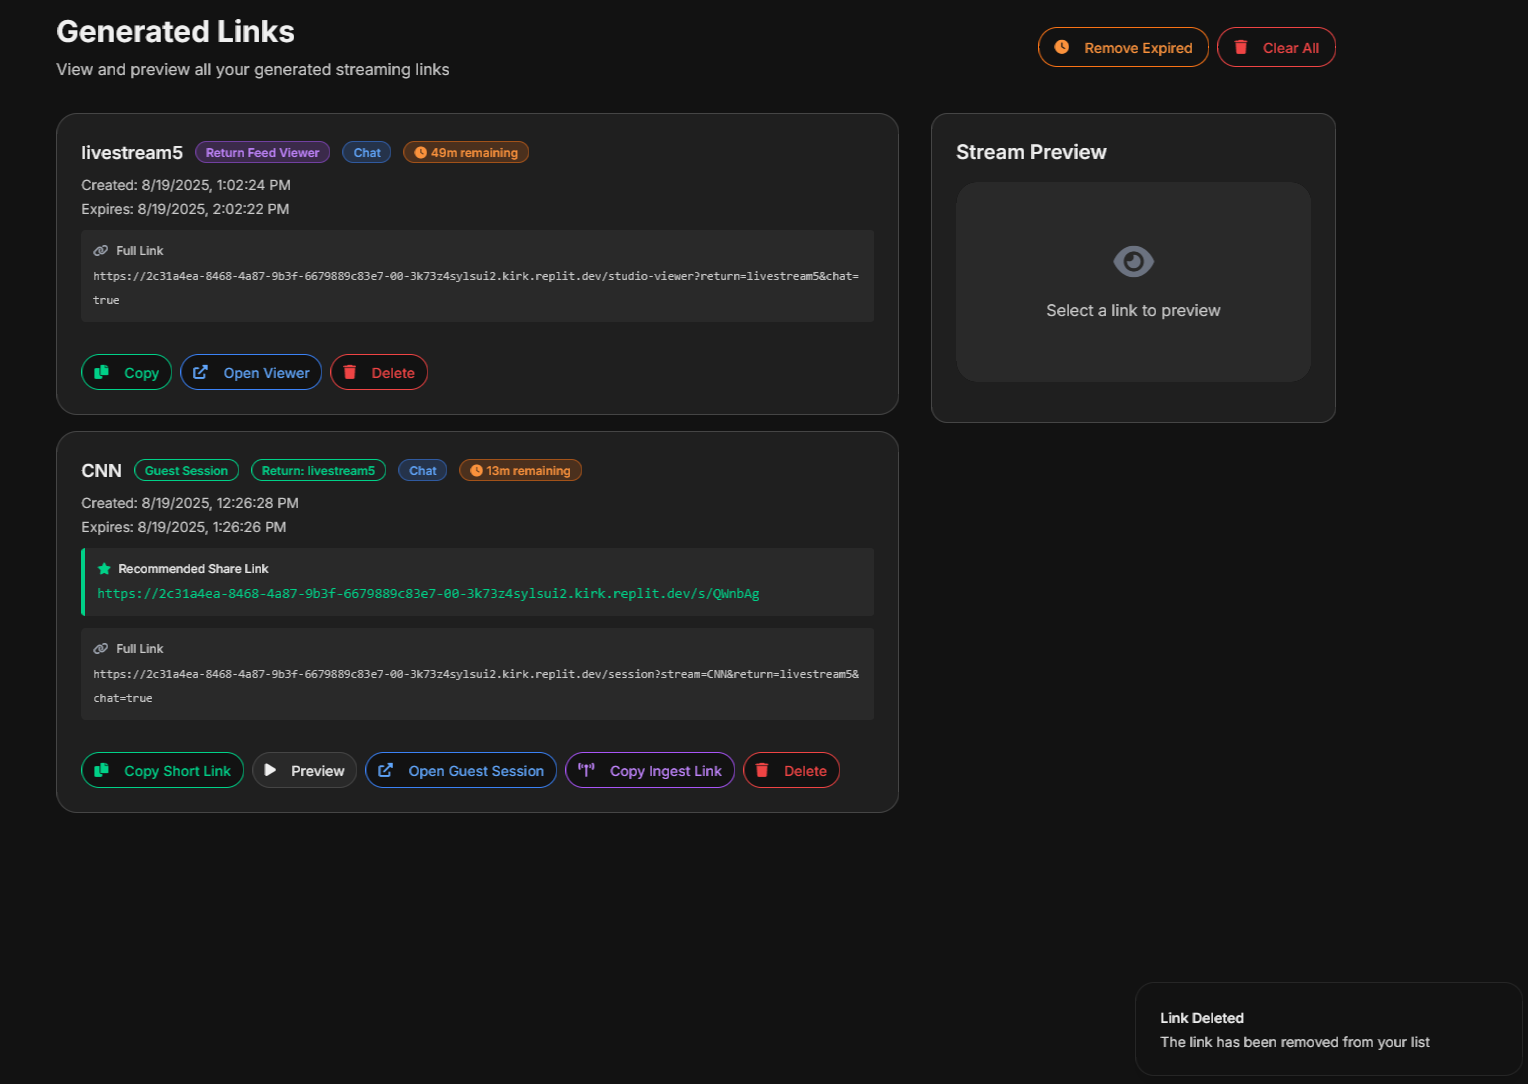 Generated Links
View and preview all your generated streaming links
Remove Expired
Clear All
livestream5 Return Feed Viewer Chat 49m remaining
Created: 8/19/2025, 1:02:24 PM
Expires: 8/19/2025, 2:02:22 PM
Full Link
https://2c31a4ea-8468-4a87-9b3f-6679889c83e7-00-3k73z4sylsui2.kirk.replit.dev/studio-viewer?return=livestream5&chat=
true
Copy Open Viewer Delete
Stream Preview
Select a link to preview
CNN Guest Session Return: livestream5 Chat 13m remaining
Created: 8/19/2025, 12:26:28 PM
Expires: 8/19/2025, 1:26:26 PM
Recommended Share Link
https://2c31a4ea-8468-4a87-9b3f-6679889c83e7-00-3k73z4sylsui2.kirk.replit.dev/s/QWnbAg
Full Link
https://2c31a4ea-8468-4a87-9b3f-6679889c83e7-00-3k73z4sylsui2.kirk.replit.dev/session?stream=CNN&return=livestream5&
chat=true
Copy Short Link Preview Open Guest Session Copy Ingest Link Delete
Link Deleted
The link has been removed from your list